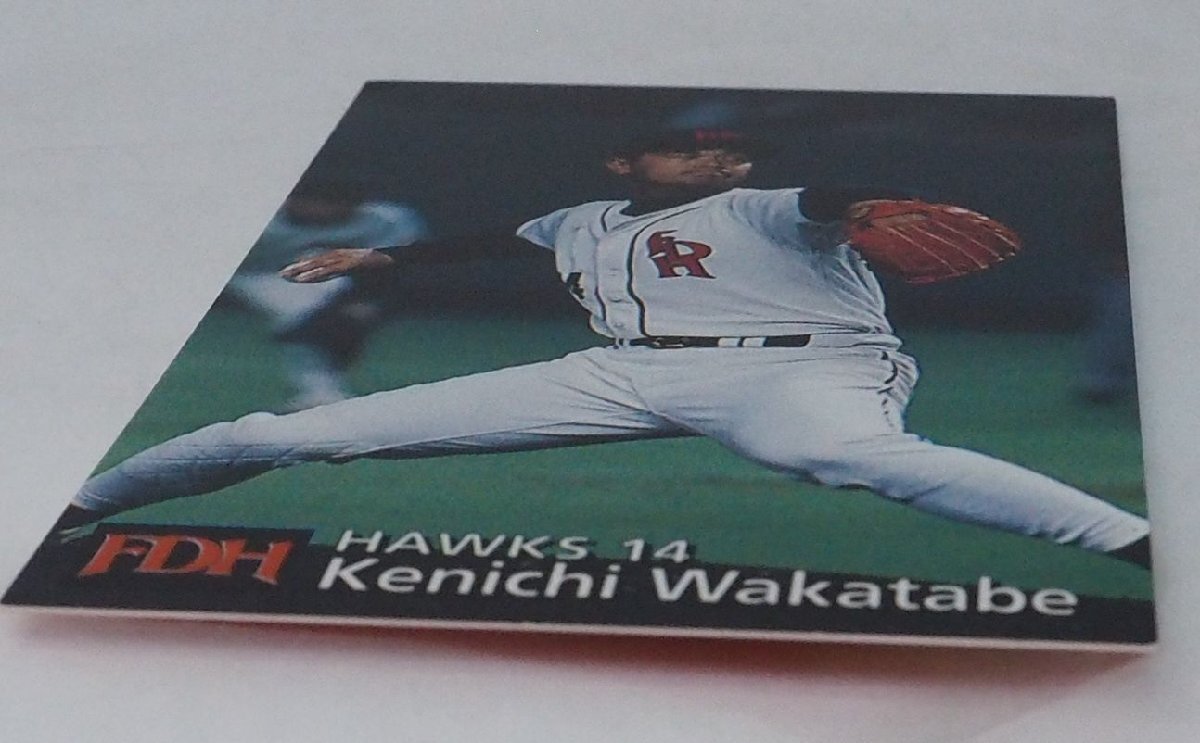 FDH
HAWKS 14
Kenichi Wakatabe